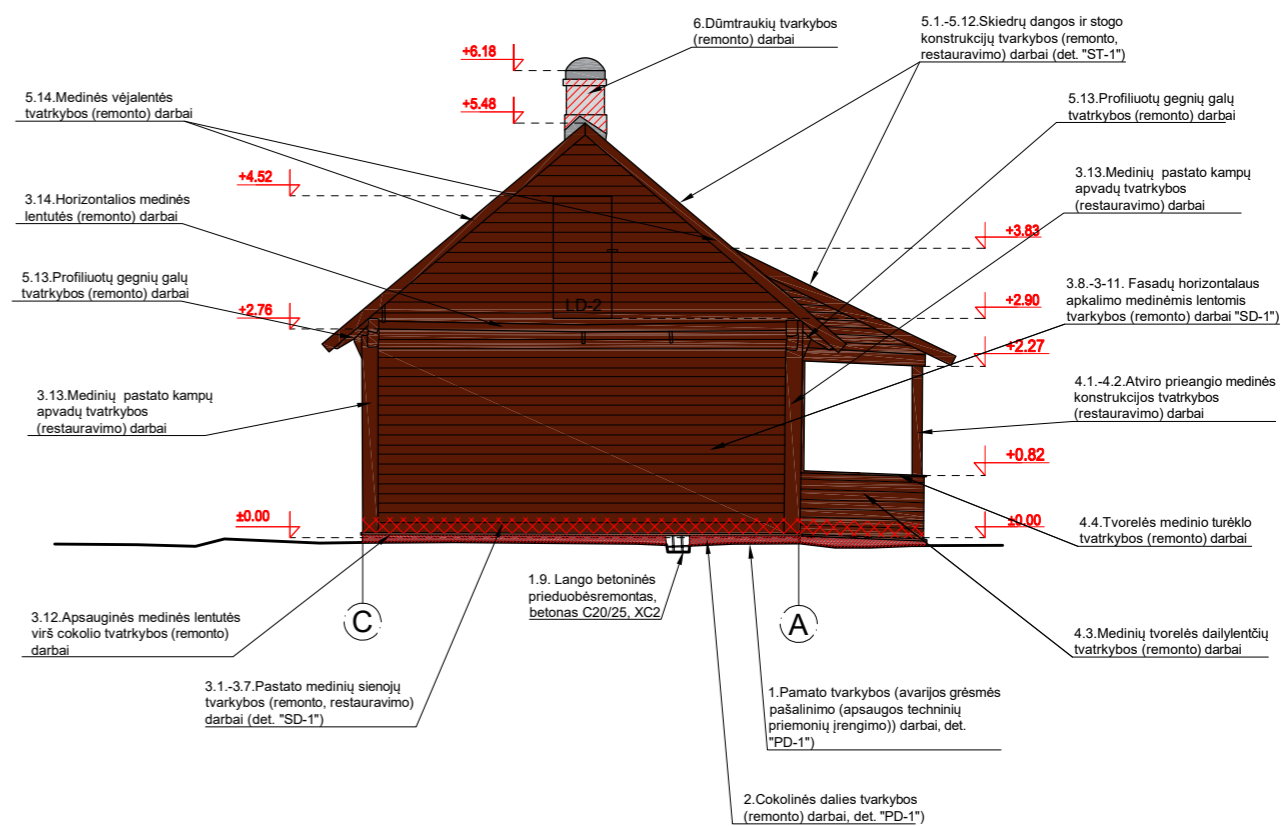 6.Dūmtraukių tvarkybos
(remonto) darbai
5.1.-5.12.Skiedrų dangos ir stogo
konstrukcijų tvarkybos (remonto,
restauravimo) darbai (det. "ST-1")
+6.18
5.14.Medinės vėjalentės
tvatrkybos (remonto) darbai
+5.48
5.13.Profiliuotų gegnių galų
tvatrkybos (remonto) darbai
+4.52
3.13.Medinių pastato kampų
apvadų tvatrkybos
(restauravimo) darbai
3.14.Horizontalios medinės
lentutės (remonto) darbai
+3.83
5.13.Profiliuotų gegnių galų
tvatrkybos (remonto) darbai
+2.76
LD-2
+2.90
3.8.-3-11. Fasadų horizontalaus
apkalimo medinėmis lentomis
tvarkybos (remonto) darbai "SD-1")
+2.27
3.13.Medinių pastato kampų
apvadų tvatrkybos
(restauravimo) darbai
4.1.-4.2.Atviro prieangio medinės
konstrukcijos tvatrkybos
(restauravimo) darbai
+0.82
±0.00
±0.00
4.4.Tvorelės medinio turėklo
tvatrkybos (remonto) darbai
1.9. Lango betoninės
prieduobėsremontas,
betonas C20/25, XC2
C
A
3.12.Apsauginės medinės lentutės
virš cokolio tvatrkybos (remonto)
darbai
4.3.Medinių tvorelės dailylentčių
tvatrkybos (remonto) darbai
3.1.-3.7.Pastato medinių sienojų
tvarkybos (remonto, restauravimo)
darbai (det. "SD-1")
1.Pamato tvarkybos (avarijos grėsmės
pašalinimo (apsaugos techninių
priemonių įrengimo)) darbai, det.
"PD-1")
2.Cokolinės dalies tvarkybos
(remonto) darbai, det. "PD-1")